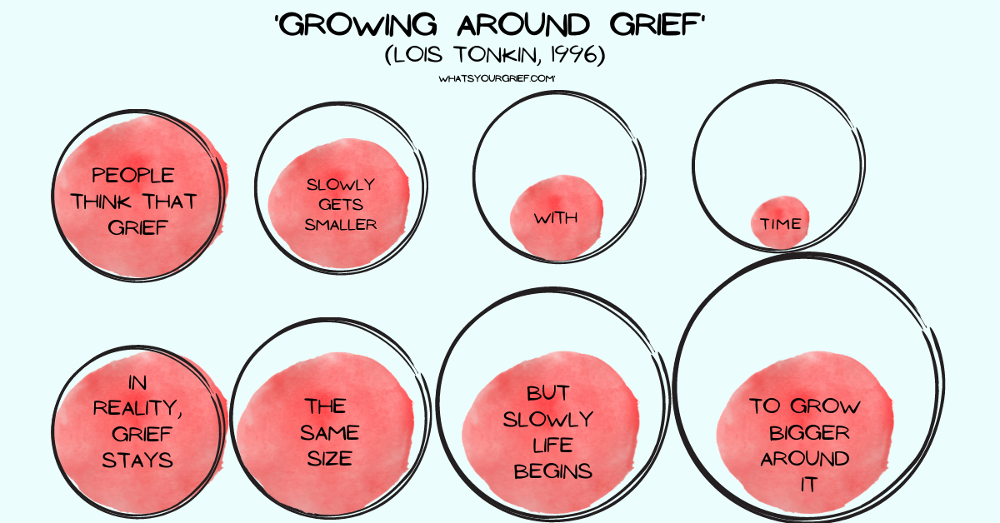 'GROWING AROUND GRIEF'
(LOIS TONKIN, 1996)
WHATSYOURGRIEF.COM'
PEOPLE
THINK THAT
GRIEF
SLOWLY
GETS
SMALLER
WITH
TIME
IN
REALITY,
GRIEF
STAYS
THE
SAME
SIZE
BUT
SLOWLY
LIFE
BEGINS
TO GROW
BIGGER
AROUND
IT